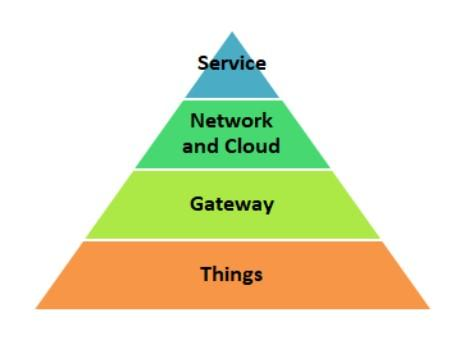 Service
Network
and Cloud
Gateway
Things